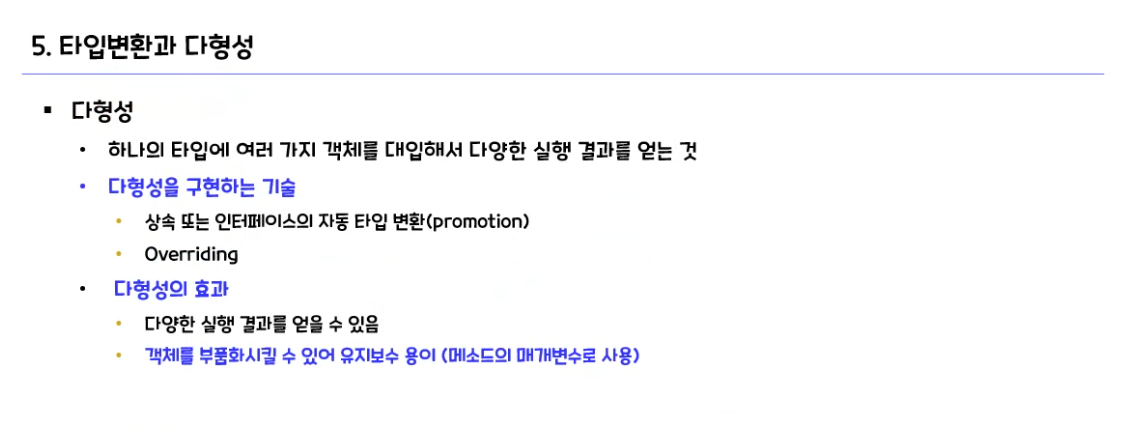 5. 타입변환과 다형성
▪ 다형성
• 하나의 타입에 여러 가지 객체를 대입해서 다양한 실행 결과를 얻는 것
• 다형성을 구현하는 기술
• 상속 또는 인터페이스의 자동 타입 변환(promotion)
• Overriding
• 다형성의 효과
• 다양한 실행 결과를 얻을 수 있음
• 객체를 부품화시킬 수 있어 유지보수 용이 (메소드의 매개변수로 사용)